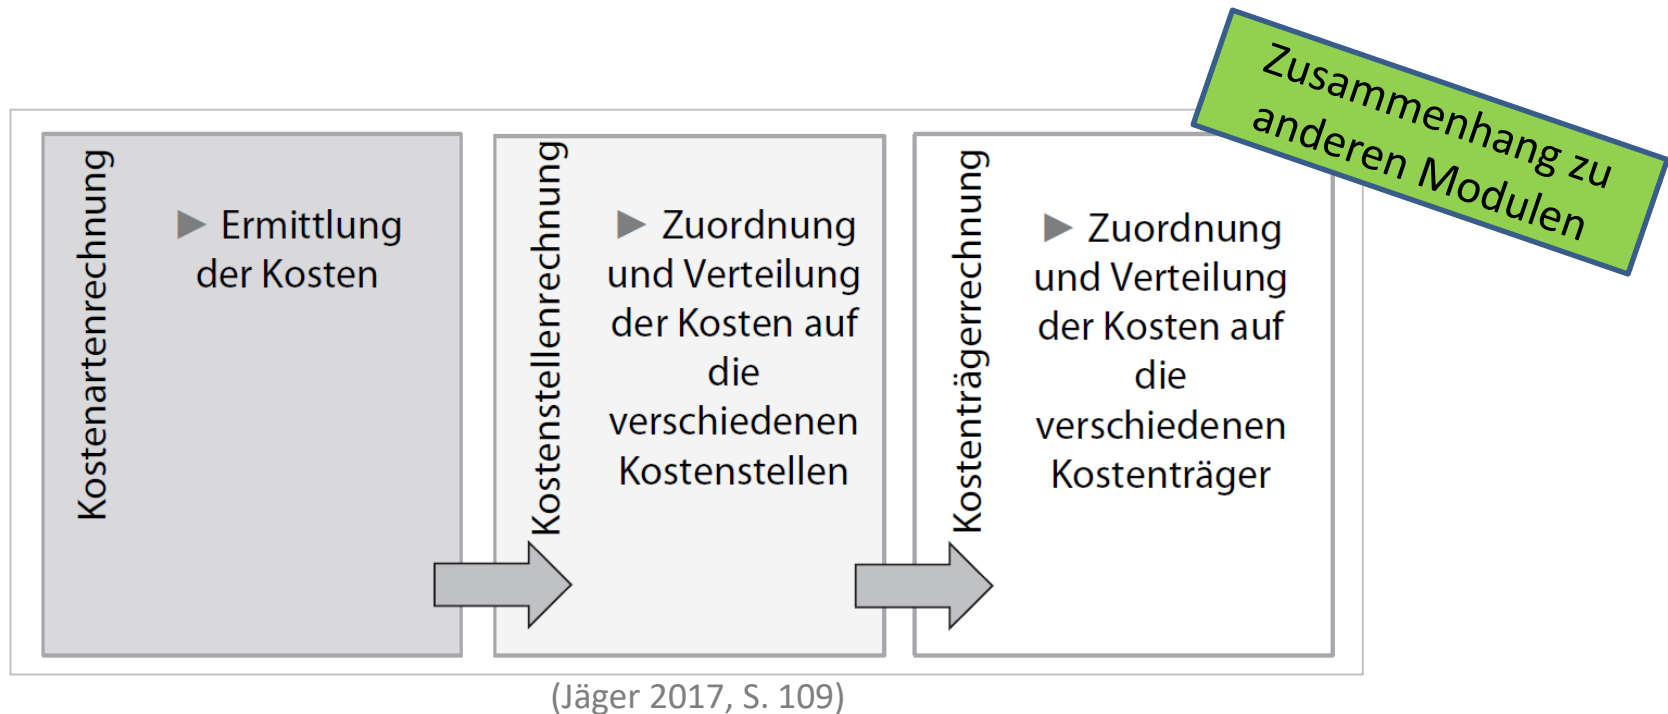 Zusammenhang zu
anderen Modulen
Kostenartenrechnung
▶ Ermittlung
der Kosten
Kostenstellenrechnung
▶ Zuordnung
und Verteilung
der Kosten auf
die
verschiedenen
Kostenstellen
Kostenträgerrechnung
▶ Zuordnung
und Verteilung
der Kosten auf
die
verschiedenen
Kostenträger
(Jäger 2017, S. 109)